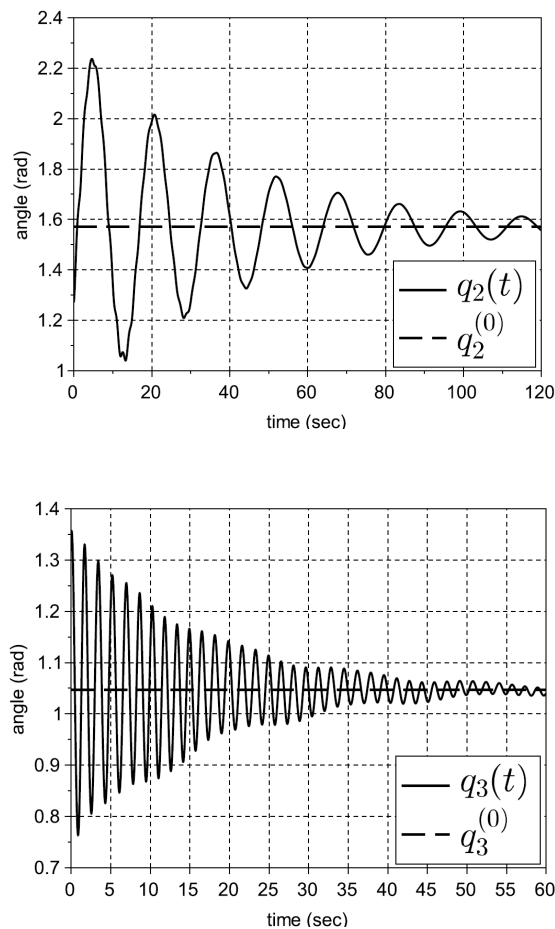 2.4
2.2
2
1.8
1.6
1.4
1.2
1
angle (rad)
q₂(t)
q₂⁽⁰⁾
0 20 40 60 80 100 120
time (sec)
1.4
1.3
1.2
1.1
1
0.9
0.8
0.7
angle (rad)
q₃(t)
q₃⁽⁰⁾
0 5 10 15 20 25 30 35 40 45 50 55 60
time (sec)